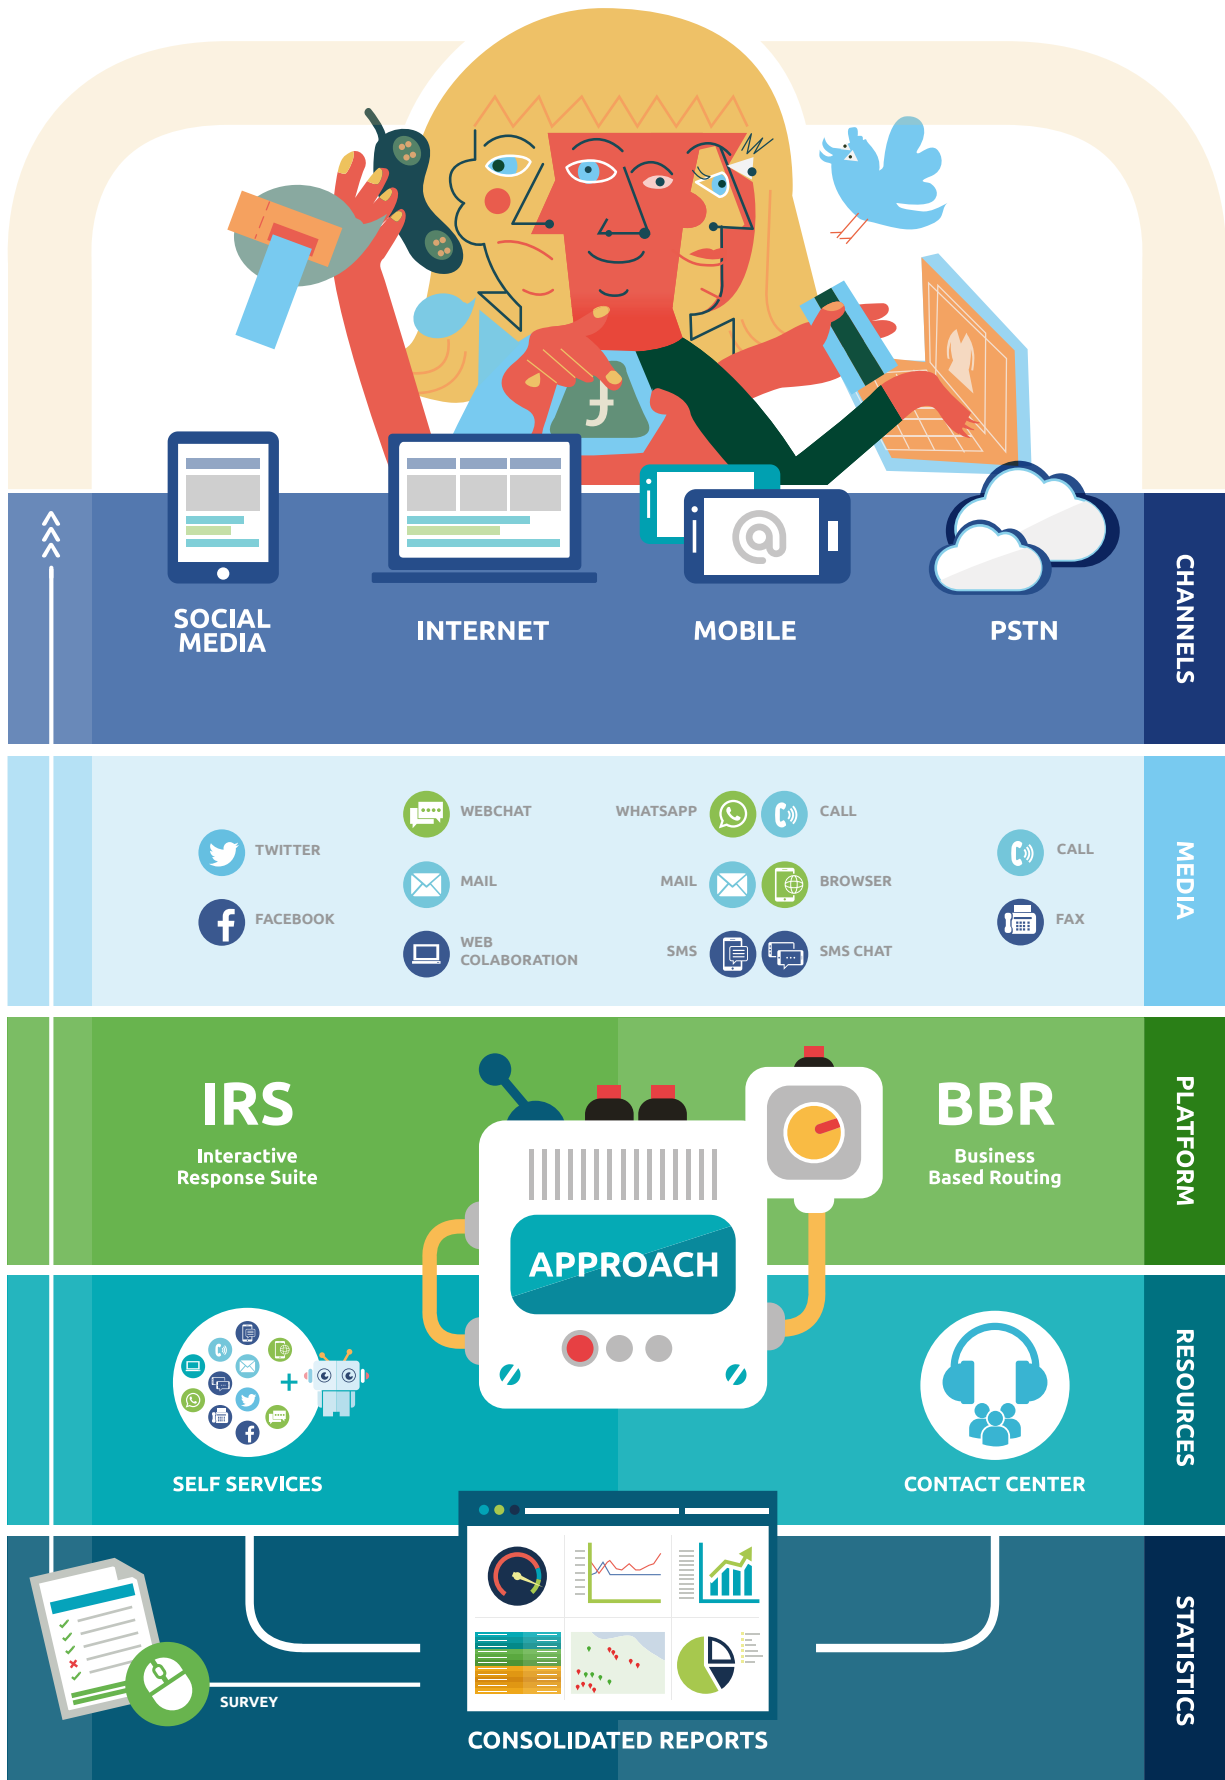 SOCIAL
MEDIA
INTERNET
MOBILE
PSTN
CHANNELS
TWITTER
FACEBOOK
WEBCHAT
MAIL
WEB
COLABORATION
WHATSAPP
CALL
MAIL
BROWSER
SMS
SMS CHAT
CALL
FAX
MEDIA
IRS
Interactive
Response Suite
BBR
Business
Based Routing
PLATFORM
APPROACH
SELF SERVICES
CONTACT CENTER
RESOURCES
SURVEY
CONSOLIDATED REPORTS
STATISTICS